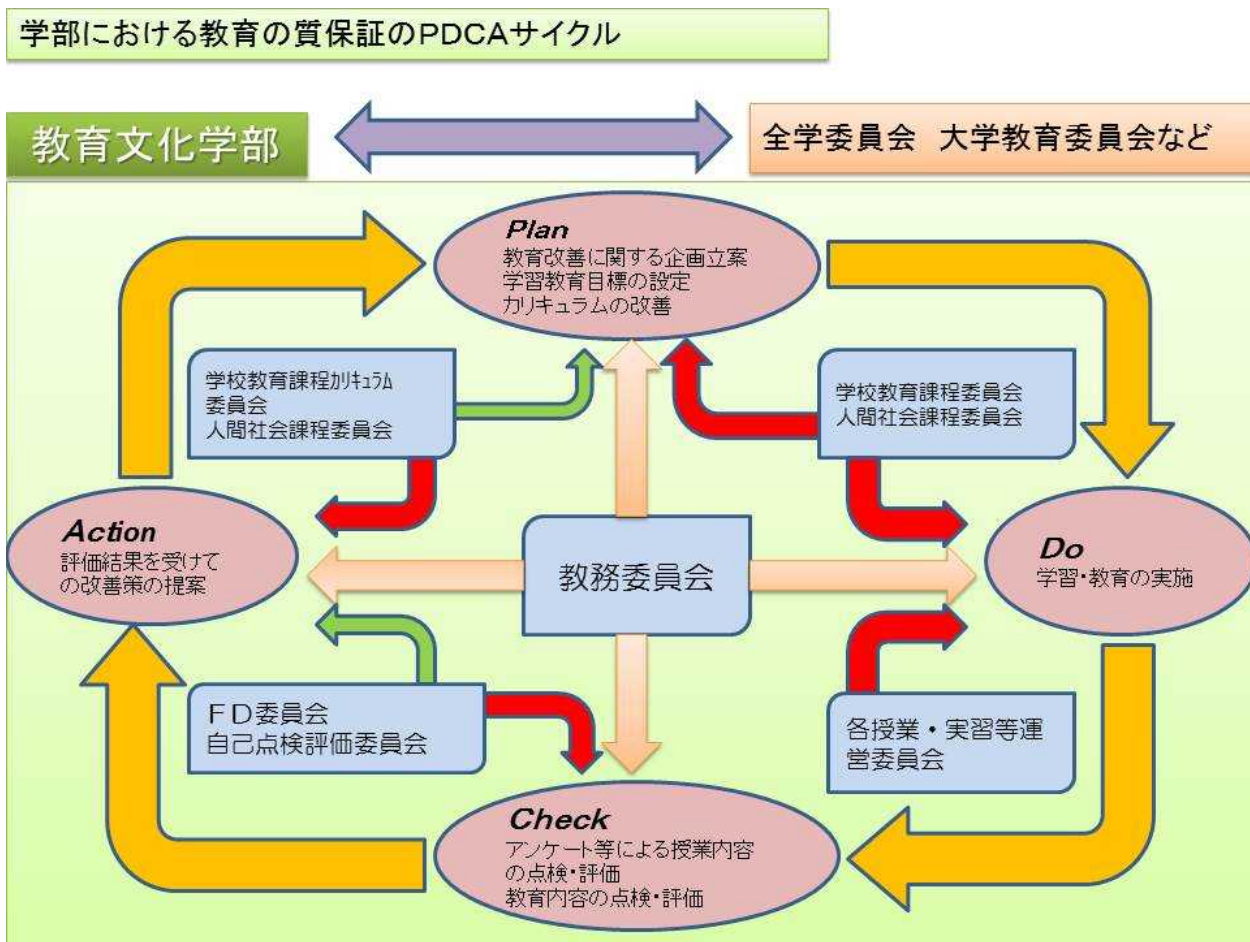 学部における教育の質保証のPDCAサイクル
教育文化学部
全学委員会 大学教育委員会など
Plan
教育改善に関する企画立案
学習教育目標の設定
カリキュラムの改善
学校教育課程ｶﾘｷｭﾗﾑ
委員会
人間社会課程委員会
学校教育課程委員会
人間社会課程委員会
Action
評価結果を受けて
の改善策の提案
教務委員会
Do
学習・教育の実施
ＦＤ委員会
自己点検評価委員会
各授業・実習等運
営委員会
Check
アンケート等による授業内容
の点検・評価
教育内容の点検・評価